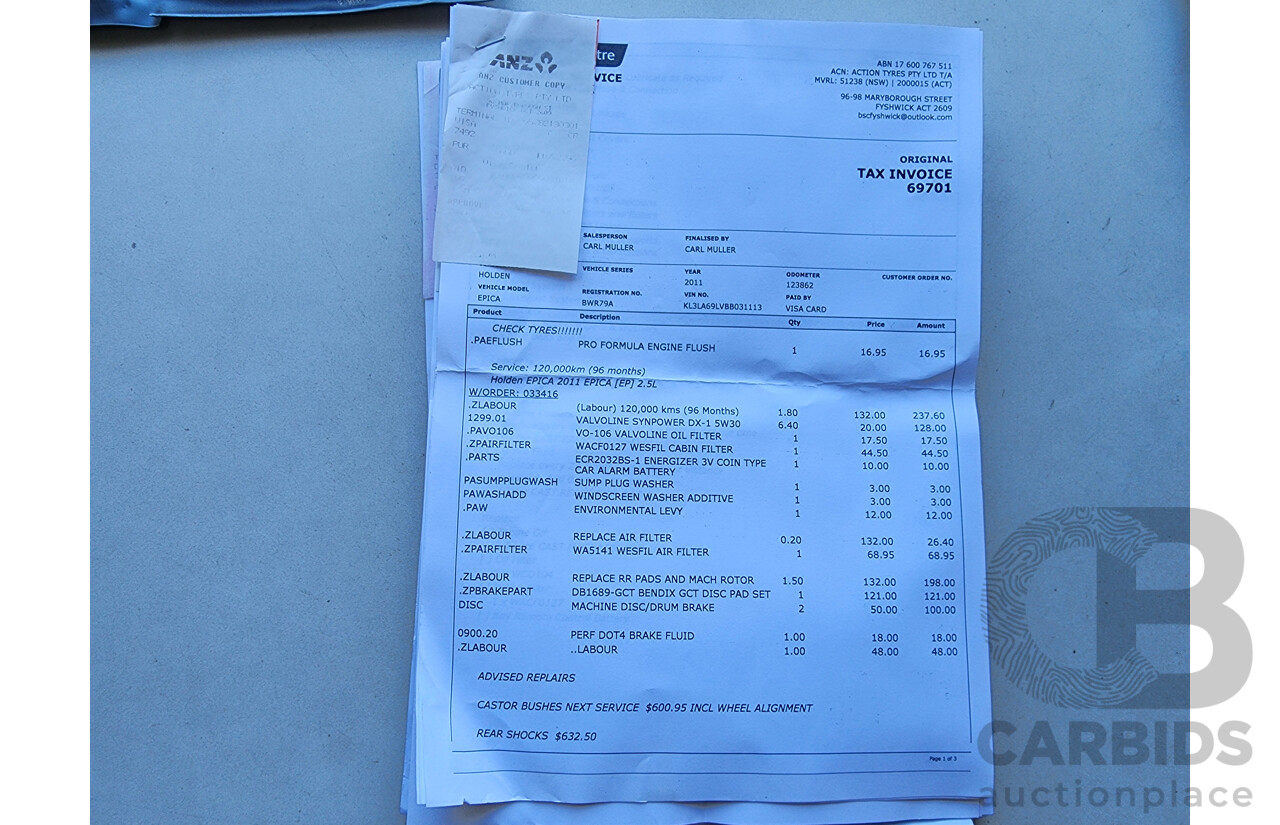 ANZ
ANZ CUSTOMER COPY
VISA
7492
PUR
tre
VICE
ABN 17 600 767 511
ACN: ACTION TYRES PTY LTD T/A
MVRL: 51238 (NSW) | 2000015 (ACT)
96-98 MARYBOROUGH STREET
FYSHWICK ACT 2609
bscfyshwick@outlook.com
ORIGINAL
TAX INVOICE
69701
SALESPERSON FINALISED BY
CARL MULLER CARL MULLER
VEHICLE SERIES YEAR ODOMETER CUSTOMER ORDER NO.
HOLDEN 2011 123862
VEHICLE MODEL REGISTRATION NO. VIN NO. PAID BY
EPICA BWR79A KL3LA69LVBB031113 VISA CARD
Product Description Qty Price Amount
CHECK TYRES!!!!!!!
.PAEFLUSH PRO FORMULA ENGINE FLUSH 1 16.95 16.95
Service: 120,000km (96 months)
Holden EPICA 2011 EPICA [EP] 2.5L
W/ORDER: 033416
.ZLABOUR (Labour) 120,000 kms (96 Months) 1.80 132.00 237.60
1299.01 VALVOLINE SYNPOWER DX-1 5W30 6.40 20.00 128.00
.PAVO106 VO-106 VALVOLINE OIL FILTER 1 17.50 17.50
.ZPAIRFILTER WACF0127 WESFIL CABIN FILTER 1 44.50 44.50
.PARTS ECR2032BS-1 ENERGIZER 3V COIN TYPE 1 10.00 10.00
CAR ALARM BATTERY
PASUMPPLUGWASH SUMP PLUG WASHER 1 3.00 3.00
PAWASHADD WINDSCREEN WASHER ADDITIVE 1 3.00 3.00
.PAW ENVIRONMENTAL LEVY 1 12.00 12.00
.ZLABOUR REPLACE AIR FILTER 0.20 132.00 26.40
.ZPAIRFILTER WA5141 WESFIL AIR FILTER 1 68.95 68.95
.ZLABOUR REPLACE RR PADS AND MACH ROTOR 1.50 132.00 198.00
.ZPBRAKEPART DB1689-GCT BENDIX GCT DISC PAD SET 1 121.00 121.00
DISC MACHINE DISC/DRUM BRAKE 2 50.00 100.00
0900.20 PERF DOT4 BRAKE FLUID 1.00 18.00 18.00
.ZLABOUR ..LABOUR 1.00 48.00 48.00
ADVISED REPLAIRS
CASTOR BUSHES NEXT SERVICE $600.95 INCL WHEEL ALIGNMENT
REAR SHOCKS $632.50
Page 1 of 3
CB
CARBIDS
auctionplace